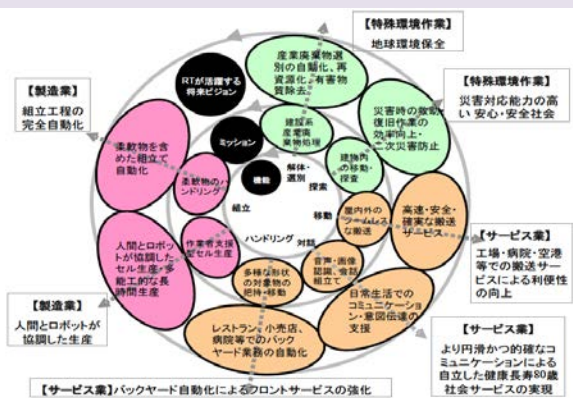 【特殊環境作業】
地球環境保全
産業廃棄物選
別の自動化、再
資源化、有害物
質除去
RTが活躍する
将来ビジョン
【製造業】
組立工程の
完全自動化
【特殊環境作業】
災害対応能力の高
い 安心・安全社会
災害時の救助・
復旧作業の
効率向上・
二次災害防止
ミッション
建設系
産業廃
棄物処理
柔軟物を含
めた組立て
自動化
柔軟物のハン
ドリング
機能
解体・
選別
探索
建物内
の移動・
探査
組立
移動
屋内外の
な搬送
高速・安全・
確実な搬送
サービス
ハンドリング
対話
作業者支援
型セル生産
人間とロボット
が協調したセ
ル生産・多能
工的な長
時間生産
多種な形状
の対象物の
把持・移動
音声・画像
認識、会話
組立て
【サービス業】
工場・病院・空港
等での搬送サー
ビスによる利便性
の向上
日常生活での
コミュニケーショ
ン・意図伝達の
支援
【製造業】
人間とロボットが
協調した生産
レストラン、小売店、
病院等でのバック
ヤード業務の自動化
【サービス業】
より円滑かつ的確なコ
ミュニケーションによる
自立した健康長寿80歳
社会サービスの実現
【サービス業】バックヤード自動化によるフロントサービスの強化